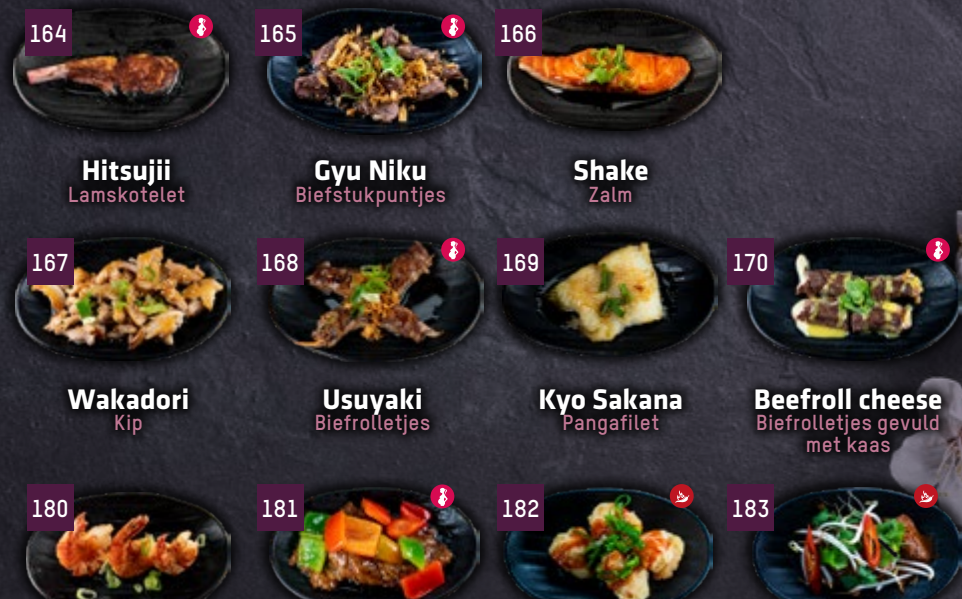 164
165
166
Hitsujii
Lamskotelet
Gyu Niku
Biefstukpuntjes
Shake
Zalm
167
168
169
170
Wakadori
Kip
Usuyaki
Biefrolletjes
Kyo Sakana
Pangafilet
Beefroll cheese
Biefrolletjes gevuld
met kaas
180
181
182
183